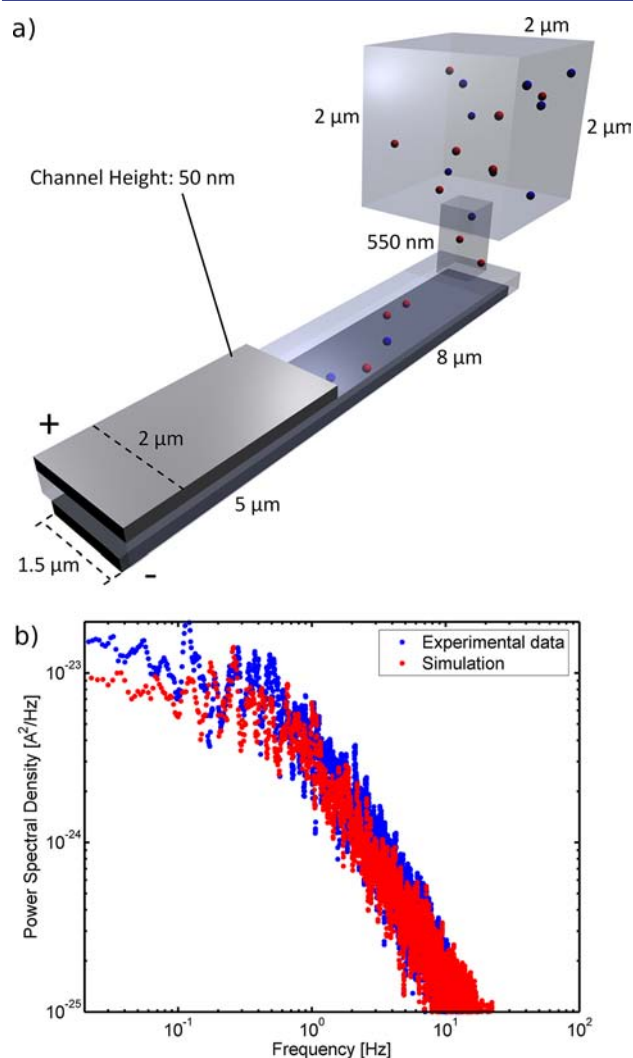 a)
2 μm
2 μm
2 μm
Channel Height: 50 nm
550 nm
8 μm
+
2 μm
5 μm
1.5 μm
-
b)
Experimental data
Simulation
10⁻²³
10⁻²⁴
10⁻²⁵
Power Spectral Density [A²/Hz]
10⁻¹
10⁰
10¹
10²
Frequency [Hz]